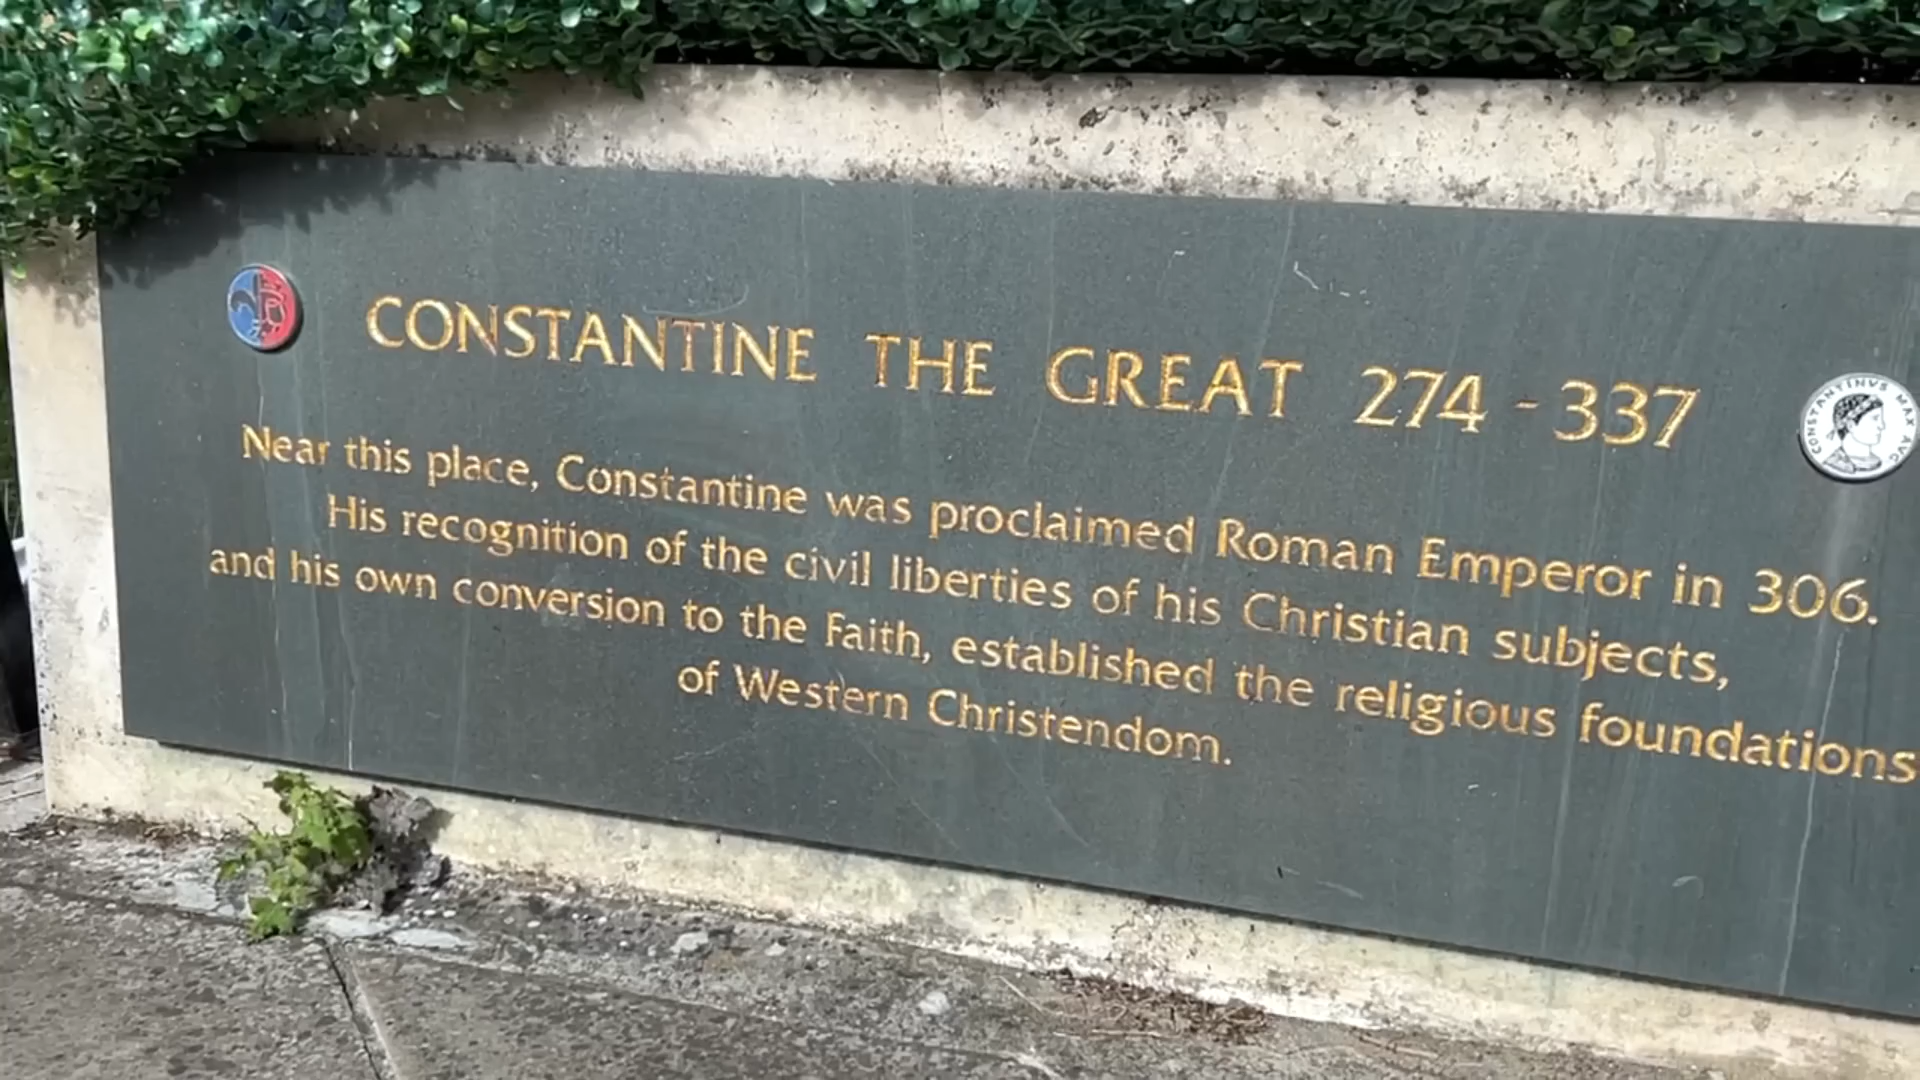 CONSTANTINE THE GREAT 274 - 337
CONSTANTINVS MAX AVG
Near this place, Constantine was proclaimed Roman Emperor in 306.
His recognition of the civil liberties of his Christian subjects,
and his own conversion to the Faith, established the religious foundations
of Western Christendom.